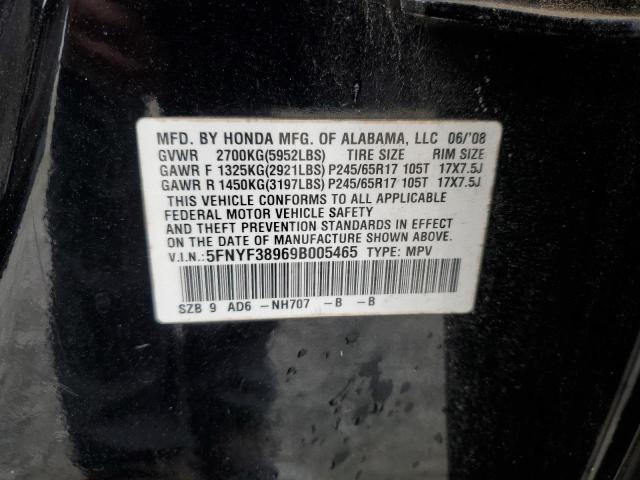 MFD. BY HONDA MFG. OF ALABAMA, LLC 06/'08
GVWR 2700KG(5952LBS) TIRE SIZE RIM SIZE
GAWR F 1325KG(2921LBS) P245/65R17 105T 17X7.5J
GAWR R 1450KG(3197LBS) P245/65R17 105T 17X7.5J
THIS VEHICLE CONFORMS TO ALL APPLICABLE
FEDERAL MOTOR VEHICLE SAFETY
AND THEFT PREVENTION STANDARDS IN EFFECT
ON THE DATE OF MANUFACTURE SHOWN ABOVE.
V.I.N.: 5FNYF38969B005465 TYPE: MPV
SZB 9 AD6 -NH707 -B -B